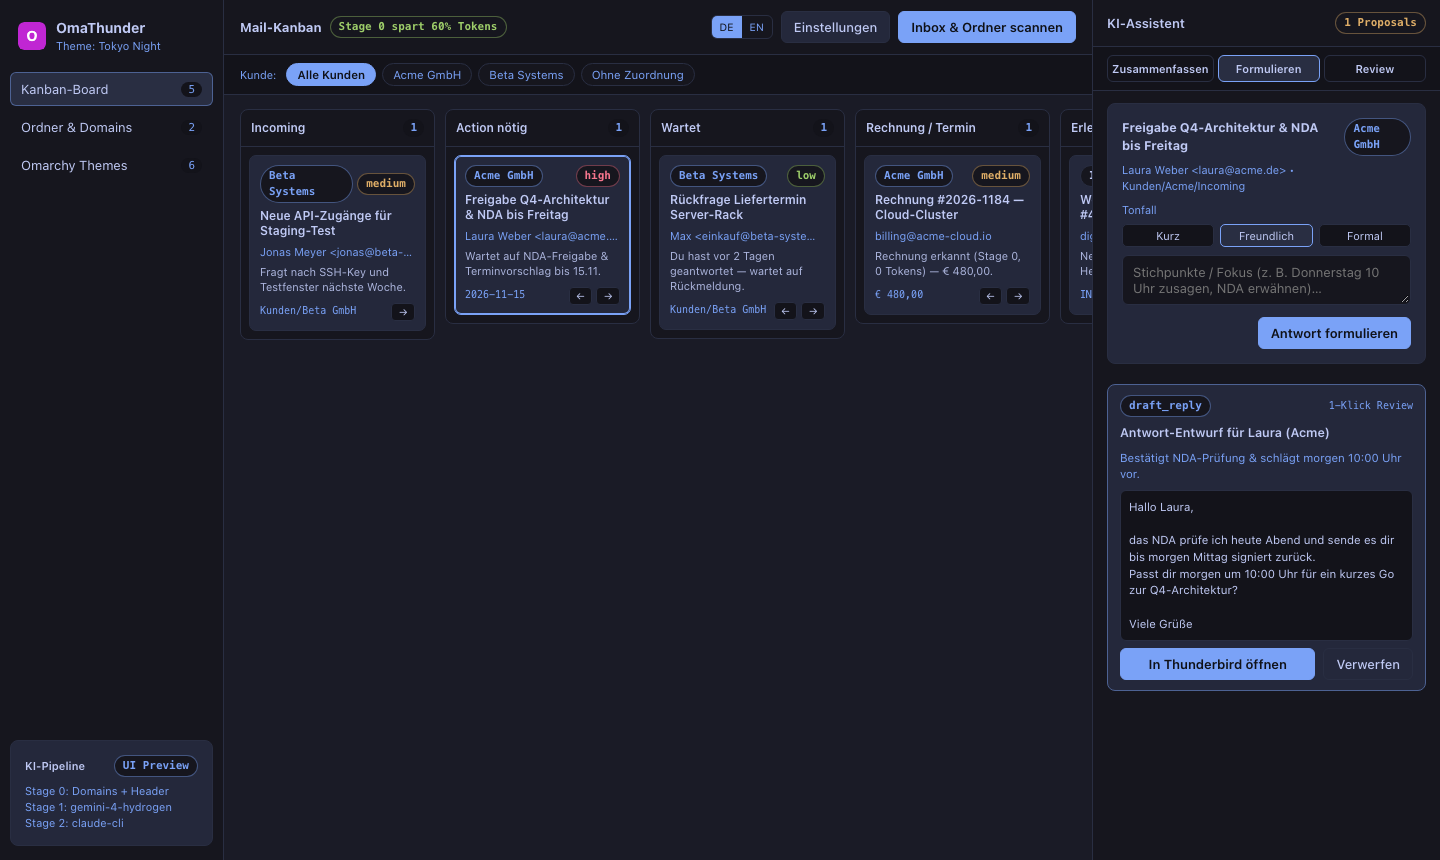 O
OmaThunder
Theme: Tokyo Night
Kanban-Board 5
Ordner & Domains 2
Omarchy Themes 6
KI-Pipeline UI Preview
Stage 0: Domains + Header
Stage 1: gemini-4-hydrogen
Stage 2: claude-cli
Mail-Kanban Stage 0 spart 60% Tokens DE EN Einstellungen Inbox & Ordner scannen
Kunde: Alle Kunden Acme GmbH Beta Systems Ohne Zuordnung
Incoming 1
Beta
Systems
medium
Neue API-Zugänge für
Staging-Test
Jonas Meyer <jonas@beta-...
Fragt nach SSH-Key und
Testfenster nächste Woche.
Kunden/Beta GmbH →
Action nötig 1
Acme GmbH high
Freigabe Q4-Architektur
& NDA bis Freitag
Laura Weber <laura@acme....
Wartet auf NDA-Freigabe &
Terminvorschlag bis 15.11.
2026-11-15 ← →
Wartet 1
Beta Systems low
Rückfrage Liefertermin
Server-Rack
Max <einkauf@beta-syste...
Du hast vor 2 Tagen
geantwortet — wartet auf
Rückmeldung.
Kunden/Beta GmbH ← →
Rechnung / Termin 1
Acme GmbH medium
Rechnung #2026-1184 —
Cloud-Cluster
billing@acme-cloud.io
Rechnung erkannt (Stage 0,
0 Tokens) — € 480,00.
€ 480,00 ← →
Erle
W
#4
dig
Ne
He
IN
KI-Assistent 1 Proposals
Zusammenfassen Formulieren Review
Freigabe Q4-Architektur & NDA
bis Freitag
Acme
GmbH
Laura Weber <laura@acme.de> •
Kunden/Acme/Incoming
Tonfall
Kurz Freundlich Formal
Stichpunkte / Fokus (z. B. Donnerstag 10
Uhr zusagen, NDA erwähnen)...
Antwort formulieren
draft_reply 1-Klick Review
Antwort-Entwurf für Laura (Acme)
Bestätigt NDA-Prüfung & schlägt morgen 10:00 Uhr
vor.
Hallo Laura,
das NDA prüfe ich heute Abend und sende es dir
bis morgen Mittag signiert zurück.
Passt dir morgen um 10:00 Uhr für ein kurzes Go
zur Q4-Architektur?
Viele Grüße
In Thunderbird öffnen Verwerfen